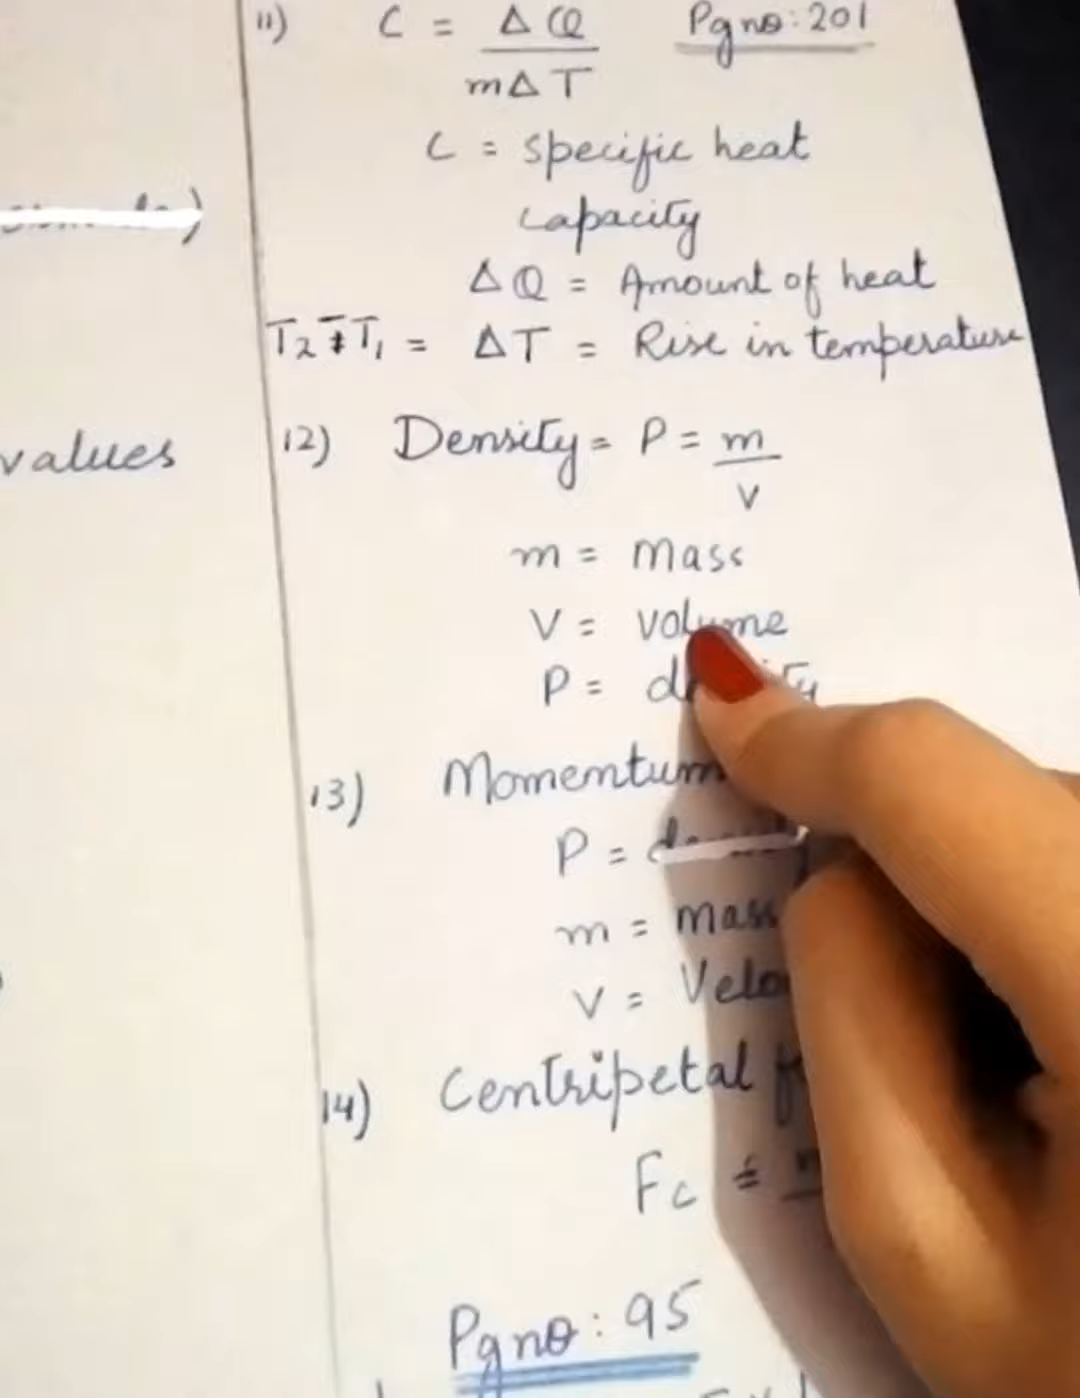 values
11) C = ΔQ / mΔT Pg no: 201
C = specific heat
capacity
ΔQ = Amount of heat
T₂ - T₁ = ΔT = Rise in temperature
12) Density = P = m / v
m = Mass
V = volume
P =
13) Momentum
P =
m = Mass
V =
14) Centripetal
Fc =
Pg no: 95